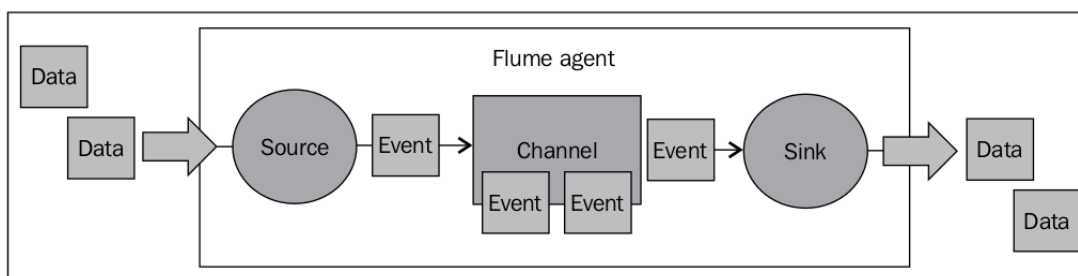 Flume agent
Data
Data
Source
Event
Channel
Event
Event
Event
Sink
Data
Data